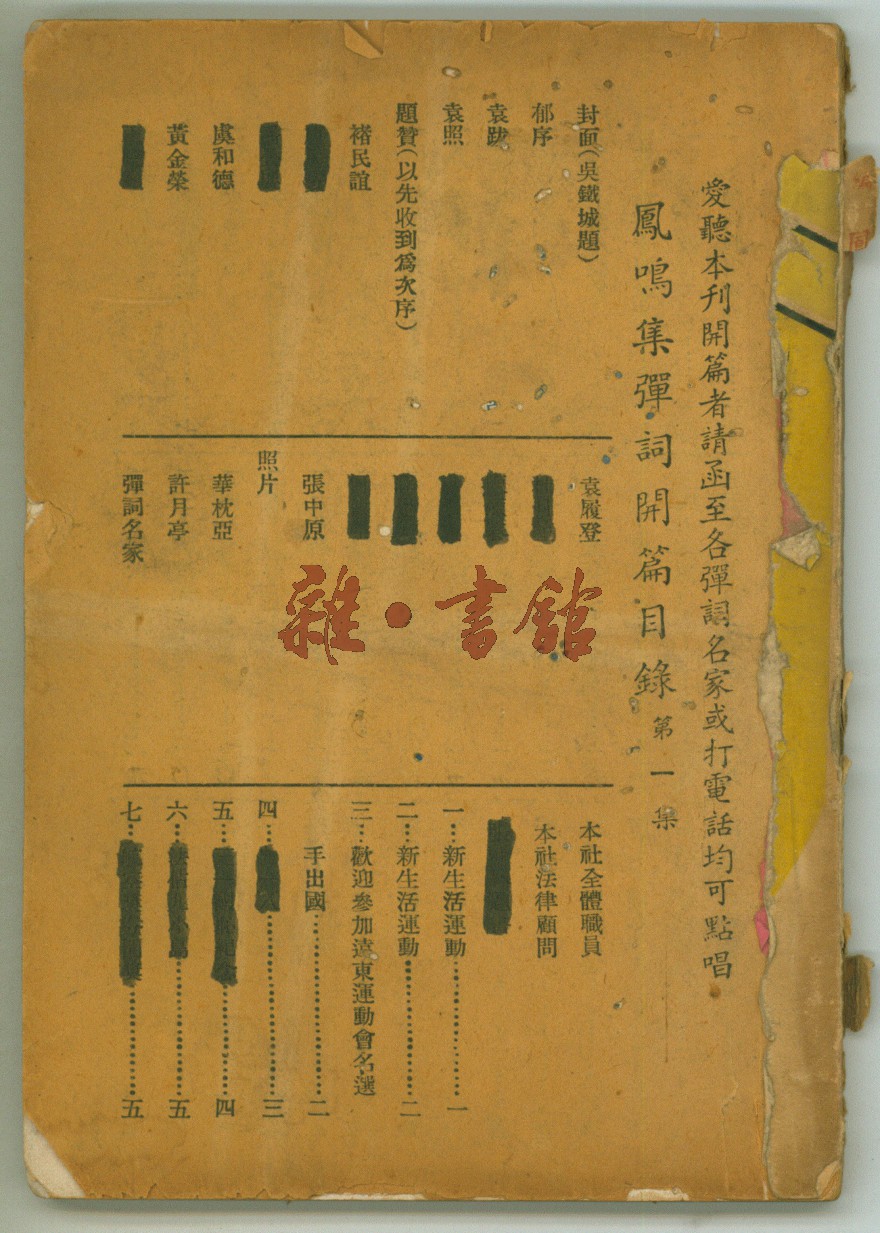 愛聽本刊開篇者請函至各彈詞名家或打電話均可點唱
鳳鳴集彈詞開篇目錄 第一集
封面(吳鐵城題)
郁序
袁跋
袁照
題贊(以先收到爲次序)
褚民誼
虞和德
黃金榮
袁履登
張中原
照片
華枕亞
許月亭
彈詞名家
本社全體職員
本社法律顧問
一…新生活運動…………一
二…新生活運動…………二
三…歡迎參加遠東運動會名選
手出國…………二
四…………三
五…………四
六…………五
七…………五
雜·書館